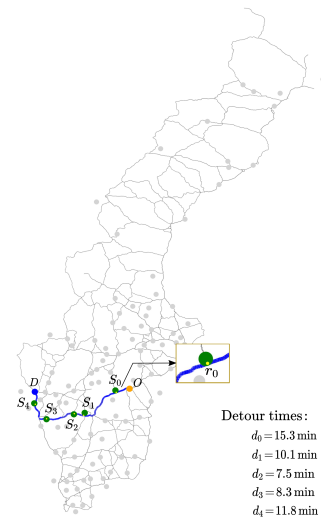 D
S₀
O
r₀
S₄
S₃
S₁
S₂
Detour times:
d₀=15.3 min
d₁=10.1 min
d₂=7.5 min
d₃=8.3 min
d₄=11.8 min